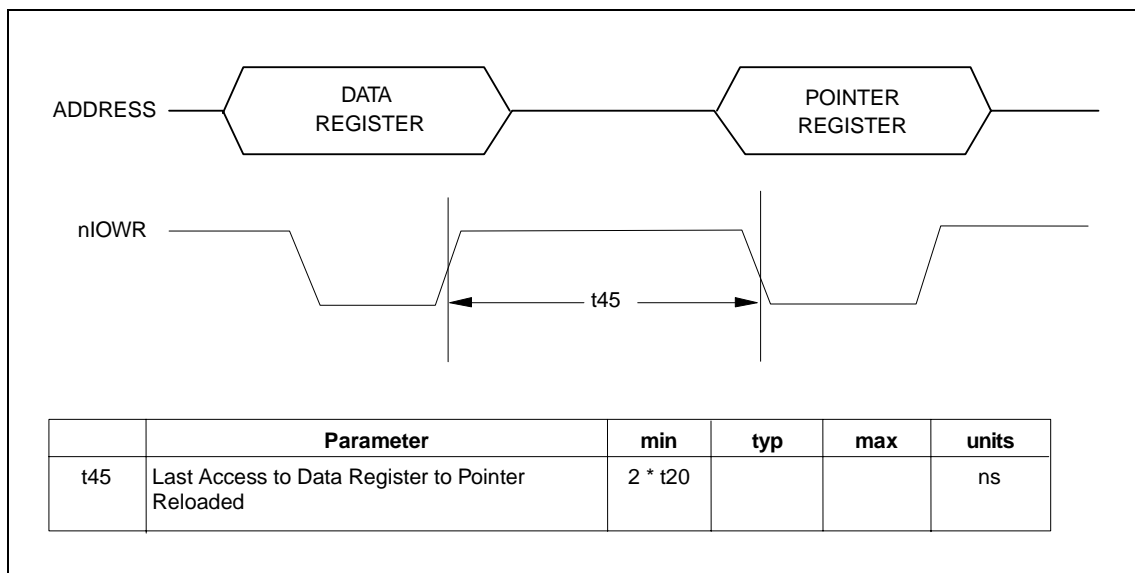 DATA
REGISTER
POINTER
REGISTER
ADDRESS
nIOWR
t45
Parameter min typ max units
t45 Last Access to Data Register to Pointer 2 * t20 ns
Reloaded